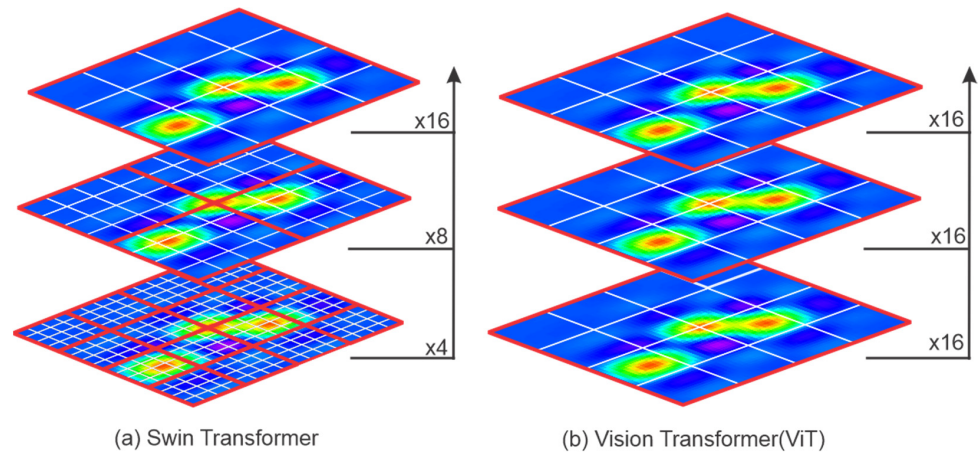 x16
x16
x8
x16
x4
x16
(a) Swin Transformer
(b) Vision Transformer(ViT)